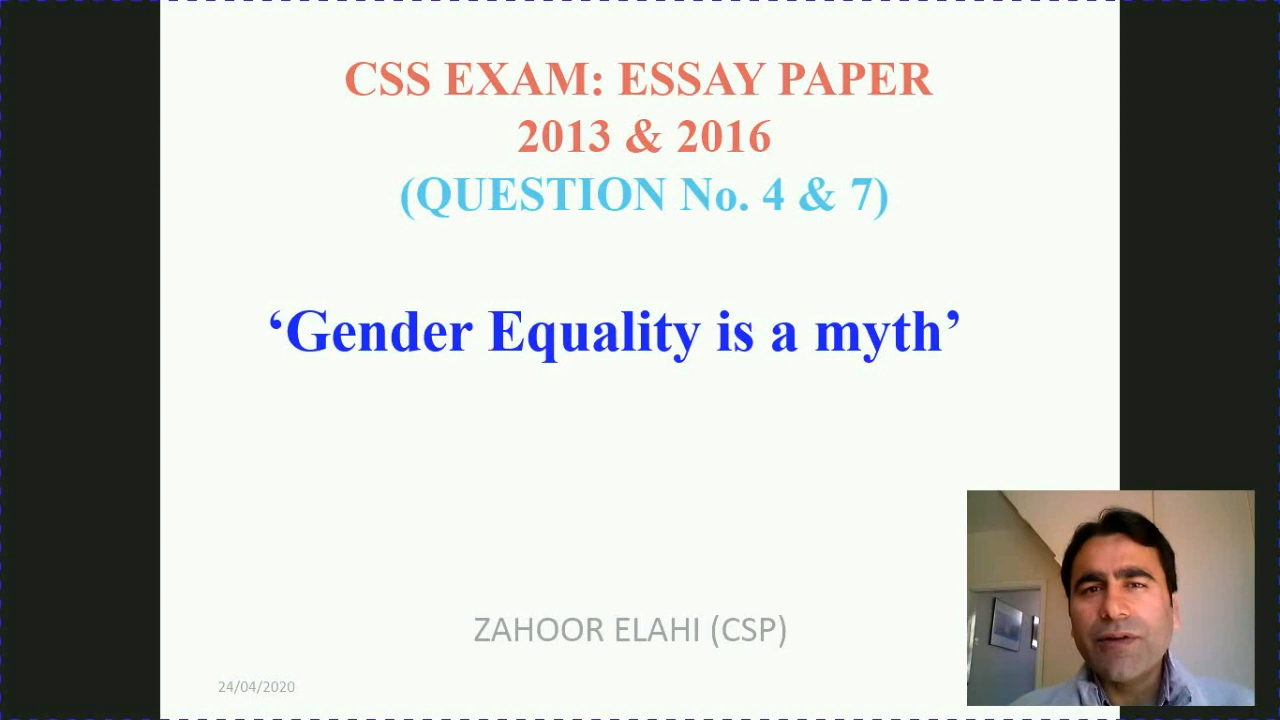 CSS EXAM: ESSAY PAPER
2013 & 2016
(QUESTION No. 4 & 7)
‘Gender Equality is a myth’
ZAHOOR ELAHI (CSP)
24/04/2020